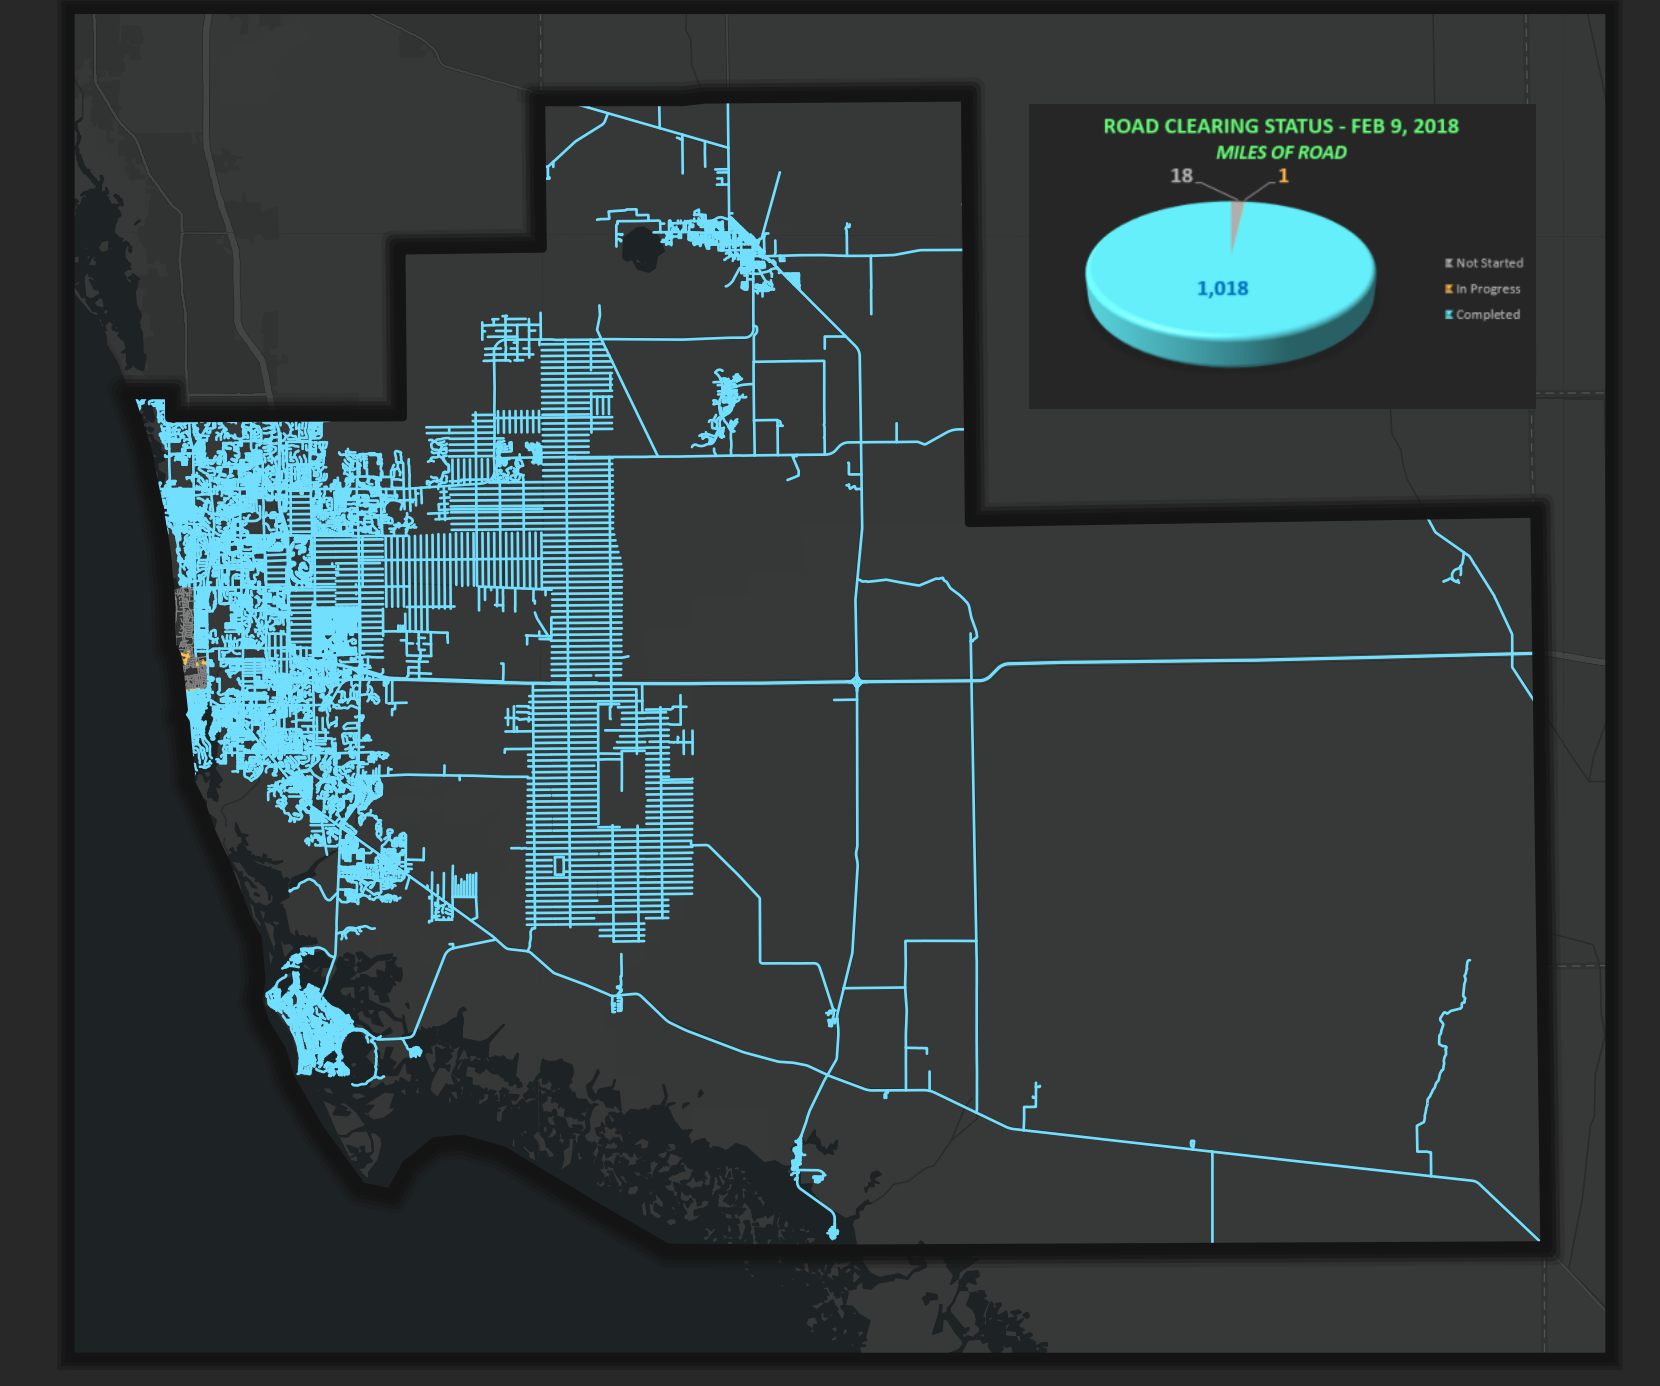 ROAD CLEARING STATUS - FEB 9, 2018
MILES OF ROAD
18
1
1,018
Not Started
In Progress
Completed